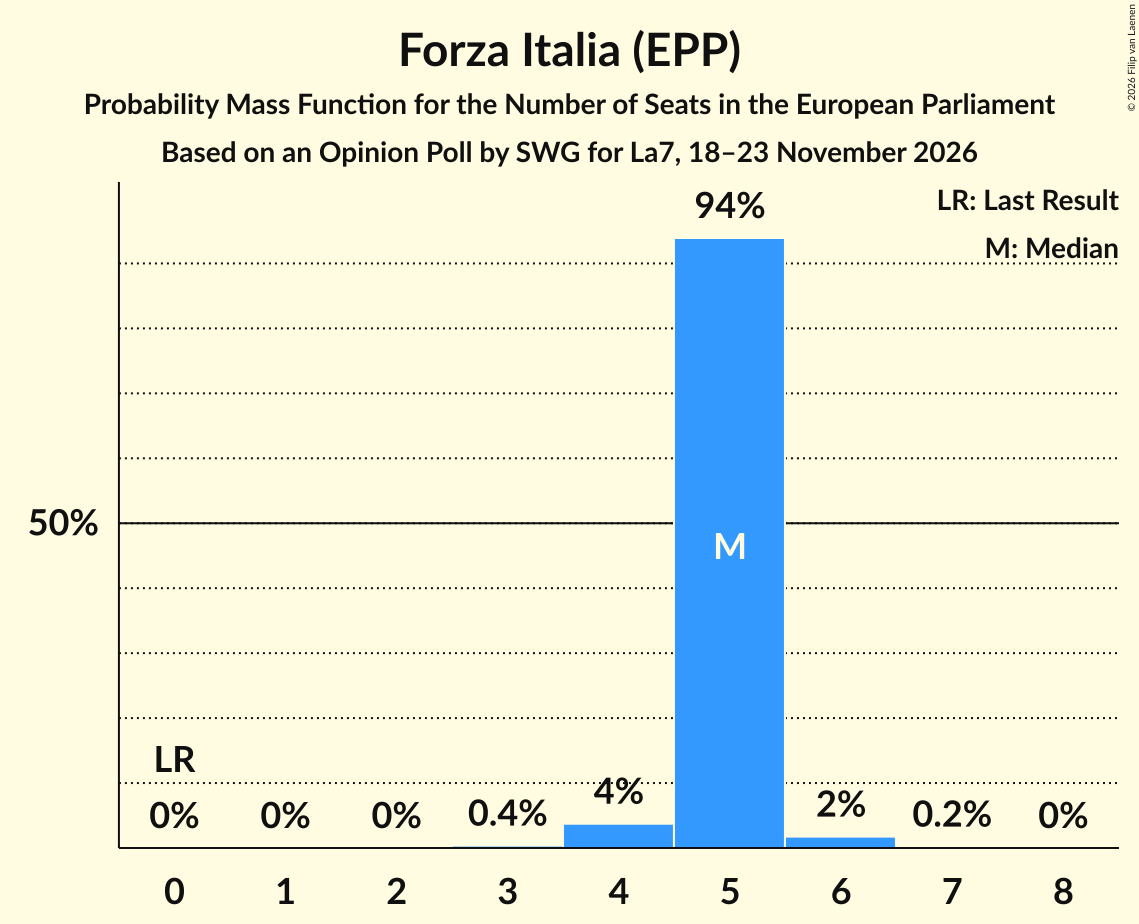 Forza Italia (EPP)
Probability Mass Function for the Number of Seats in the European Parliament
Based on an Opinion Poll by SWG for La7, 18–23 November 2026
© 2026 Filip van Laenen
LR: Last Result
M: Median
94%
50%
M
LR
0% 0% 0% 0.4% 4% 2% 0.2% 0%
0 1 2 3 4 5 6 7 8